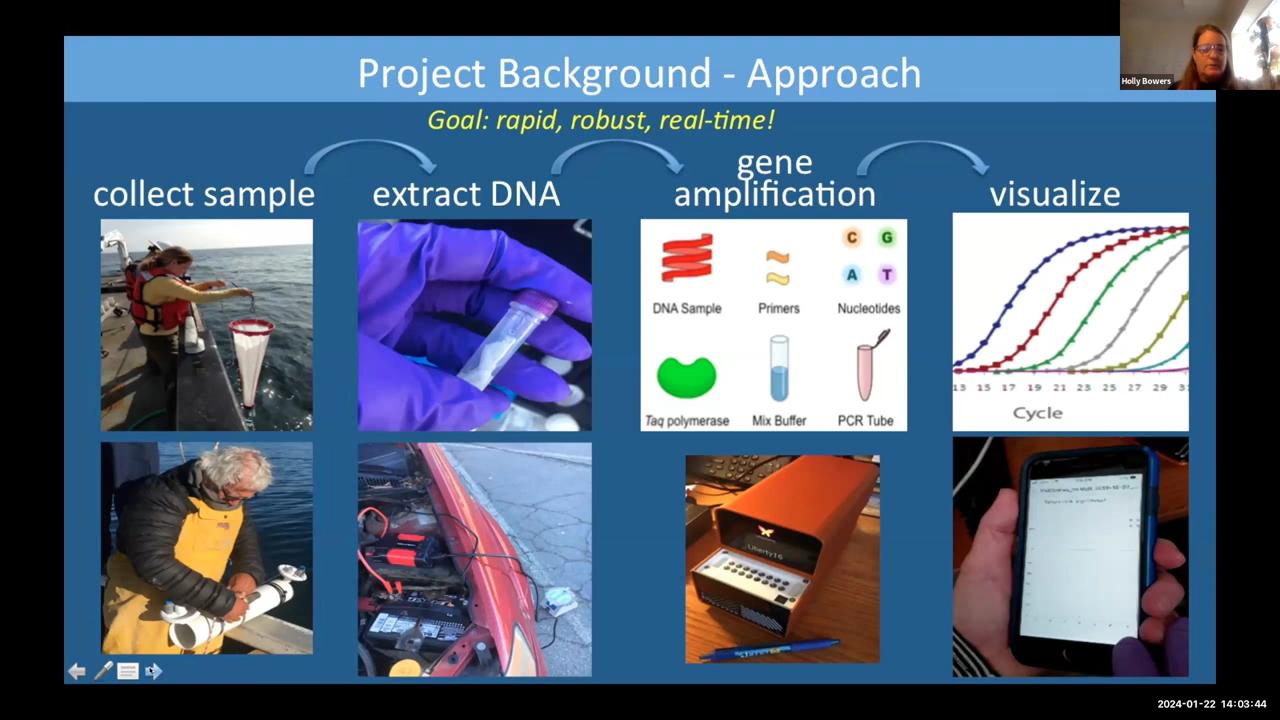 Project Background - Approach
Holly Bowers
Goal: rapid, robust, real-time!
collect sample
extract DNA
gene
amplification
visualize
C
G
A
T
DNA Sample
Primers
Nucleotides
Taq polymerase
Mix Buffer
PCR Tube
13 15 17 19 21 23 25 27 29
Cycle
Liberty16
2024-01-22 14:03:44